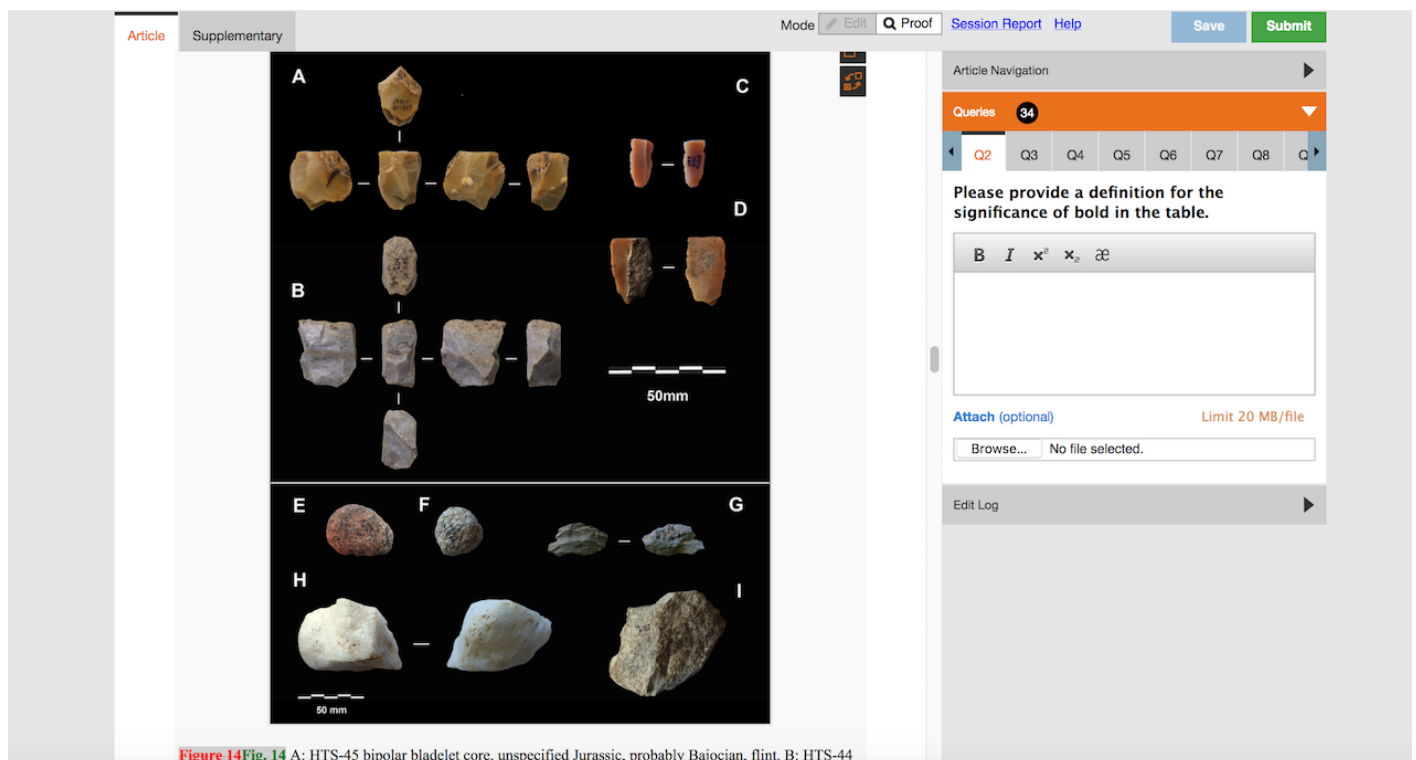 Article
Supplementary
Mode
Edit
Proof
Session Report
Help
Save
Submit
A
C
D
B
50mm
E
F
G
H
I
50 mm
Figure 14Fig. 14 A: HTS-45 bipolar bladelet core, unspecified Jurassic, probably Bajocian, flint. B: HTS-44
Article Navigation
Queries 34
Q2 Q3 Q4 Q5 Q6 Q7 Q8 Q
Please provide a definition for the
significance of bold in the table.
B I x² x₂ æ
Attach (optional)
Limit 20 MB/file
Browse... No file selected.
Edit Log